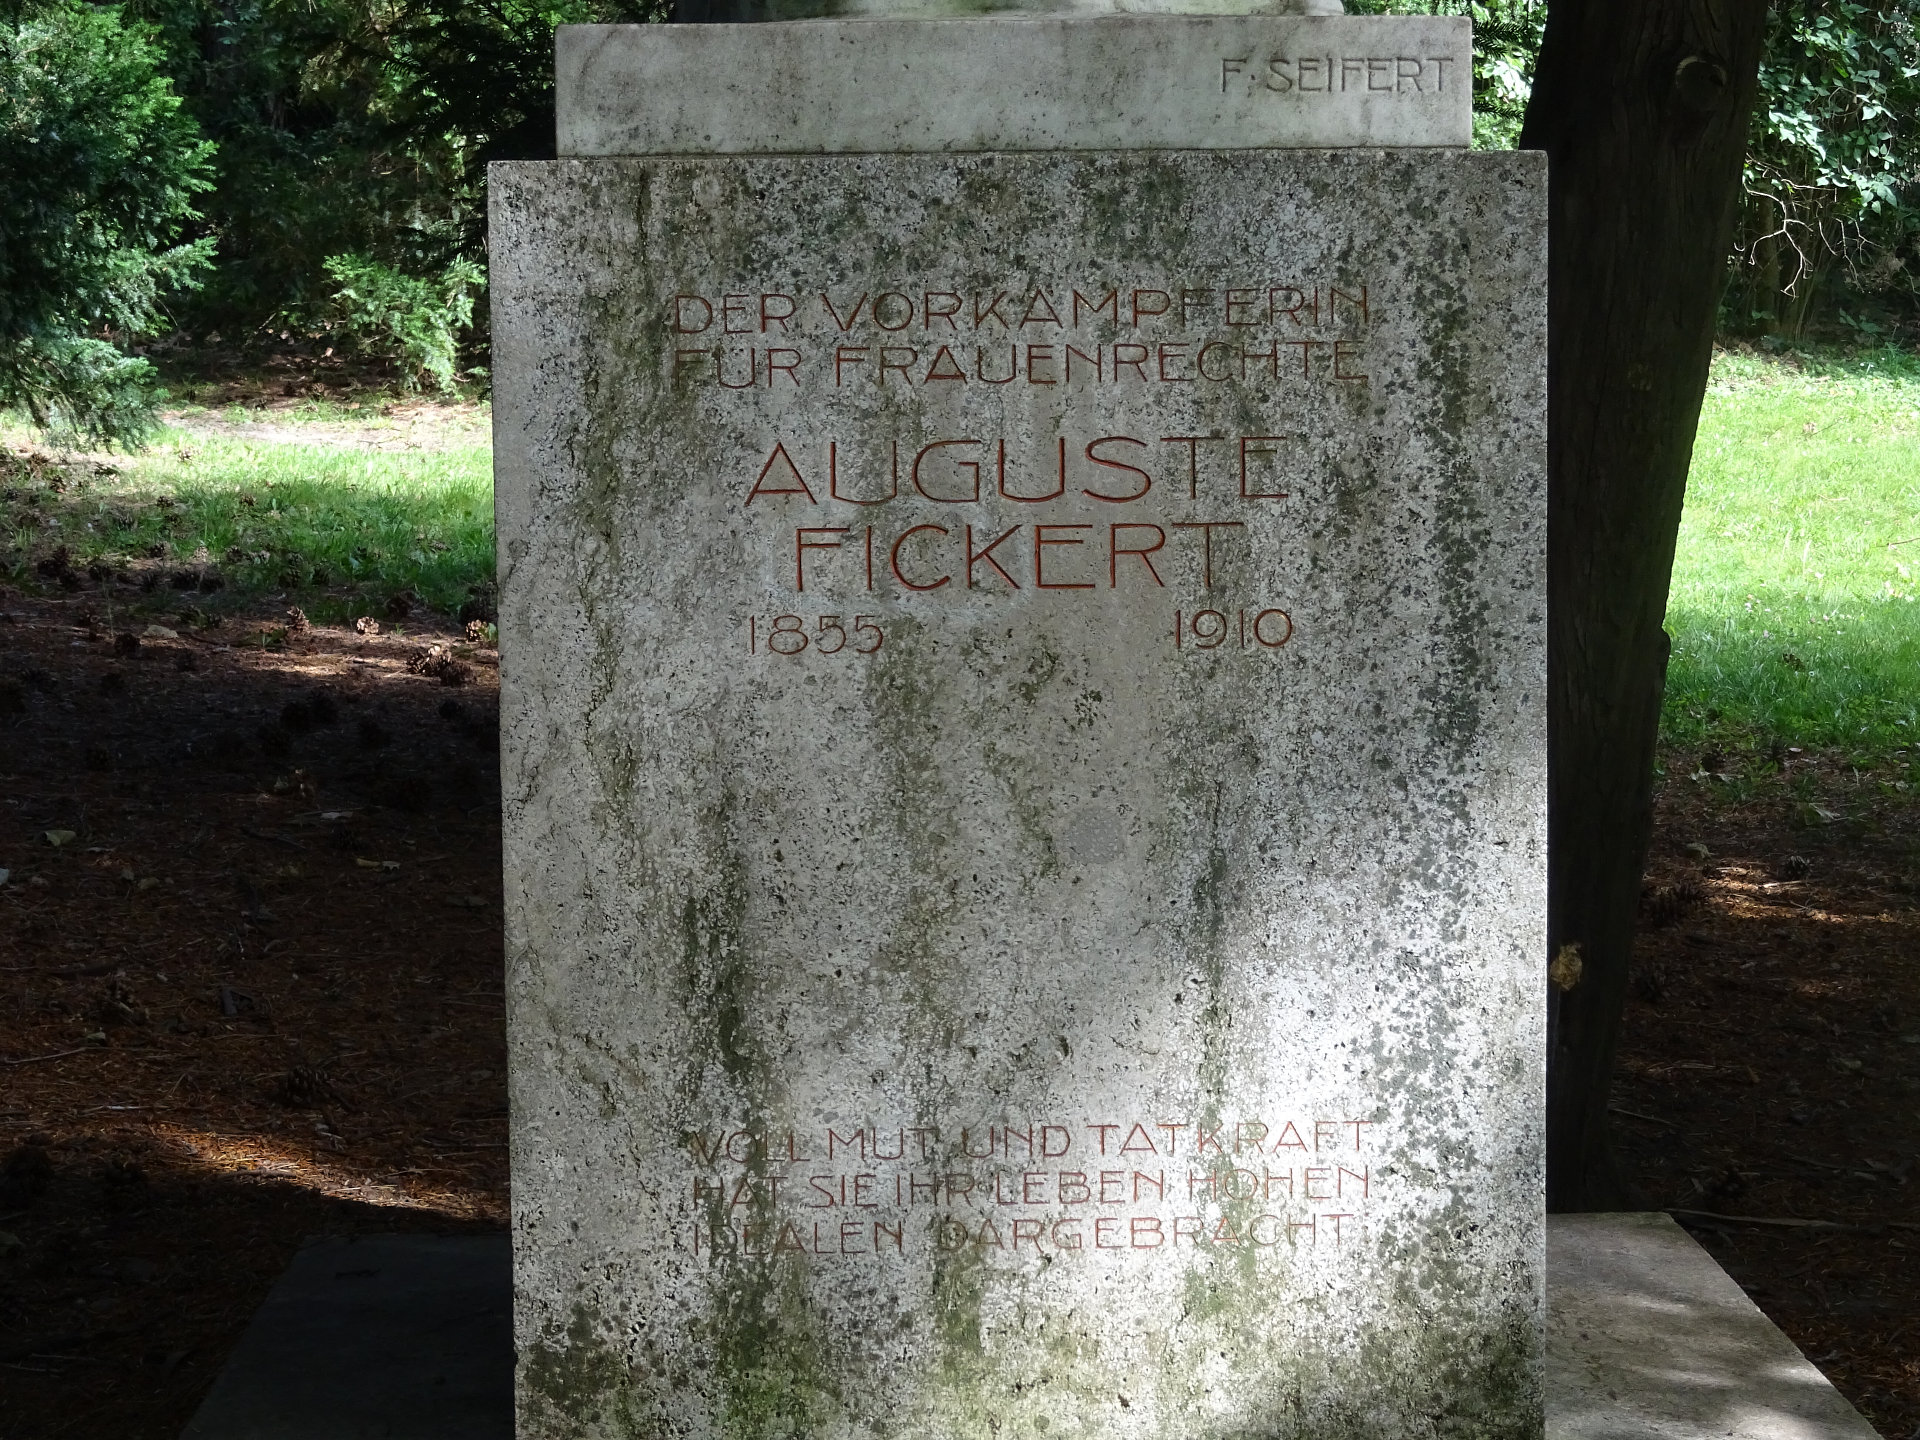 F. SEIFERT
DER VORKÄMPFERIN
FÜR FRAUENRECHTE
AUGUSTE
FICKERT
1855 1910
VOLL MUT UND TATKRAFT
HAT SIE IHR LEBEN HOHEN
IDEALEN DARGEBRACHT